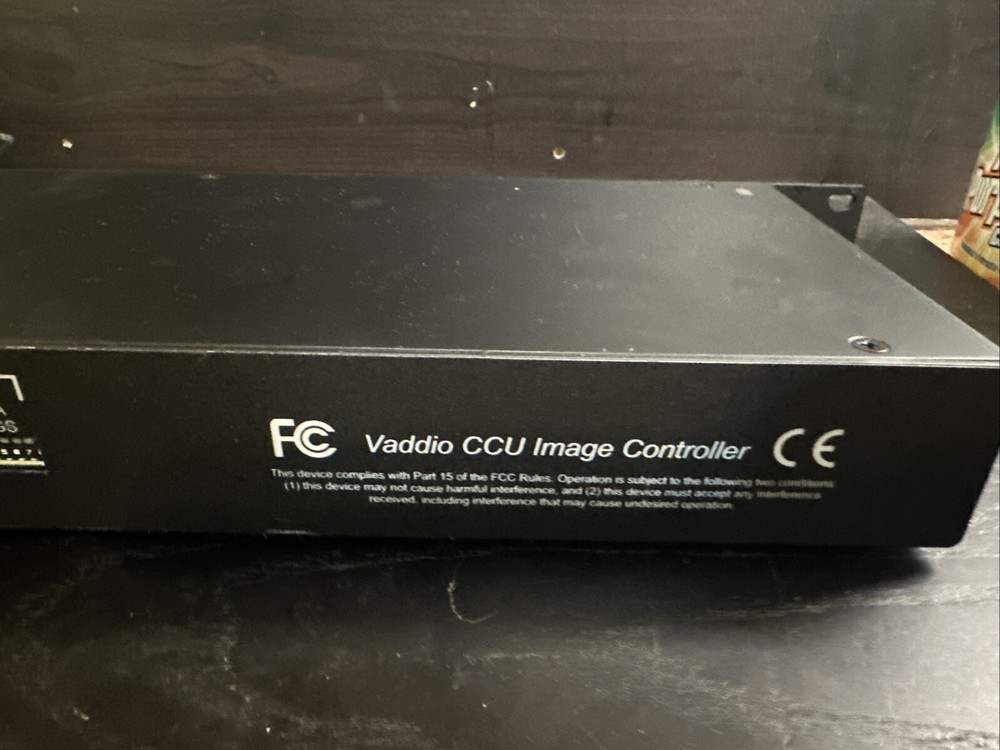 FC Vaddio CCU Image Controller CE
This device complies with Part 15 of the FCC Rules. Operation is subject to the following two conditions:
(1) this device may not cause harmful interference, and (2) this device must accept any interference
received, including interference that may cause undesired operation.